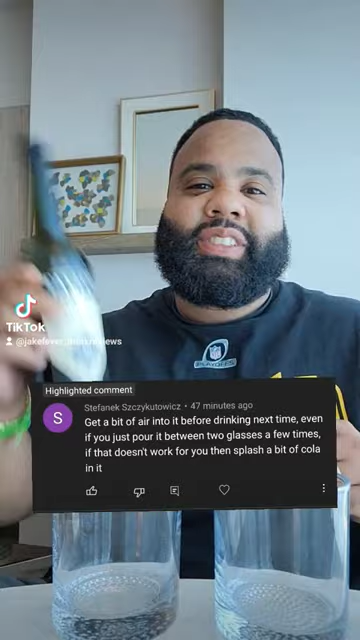 TikTok
Highlighted comment
S
Stefanek Szczykutowicz • 47 minutes ago
Get a bit of air into it before drinking next time, even
if you just pour it between two glasses a few times,
if that doesn't work for you then splash a bit of cola
in it
NFL
PLAYOFFS